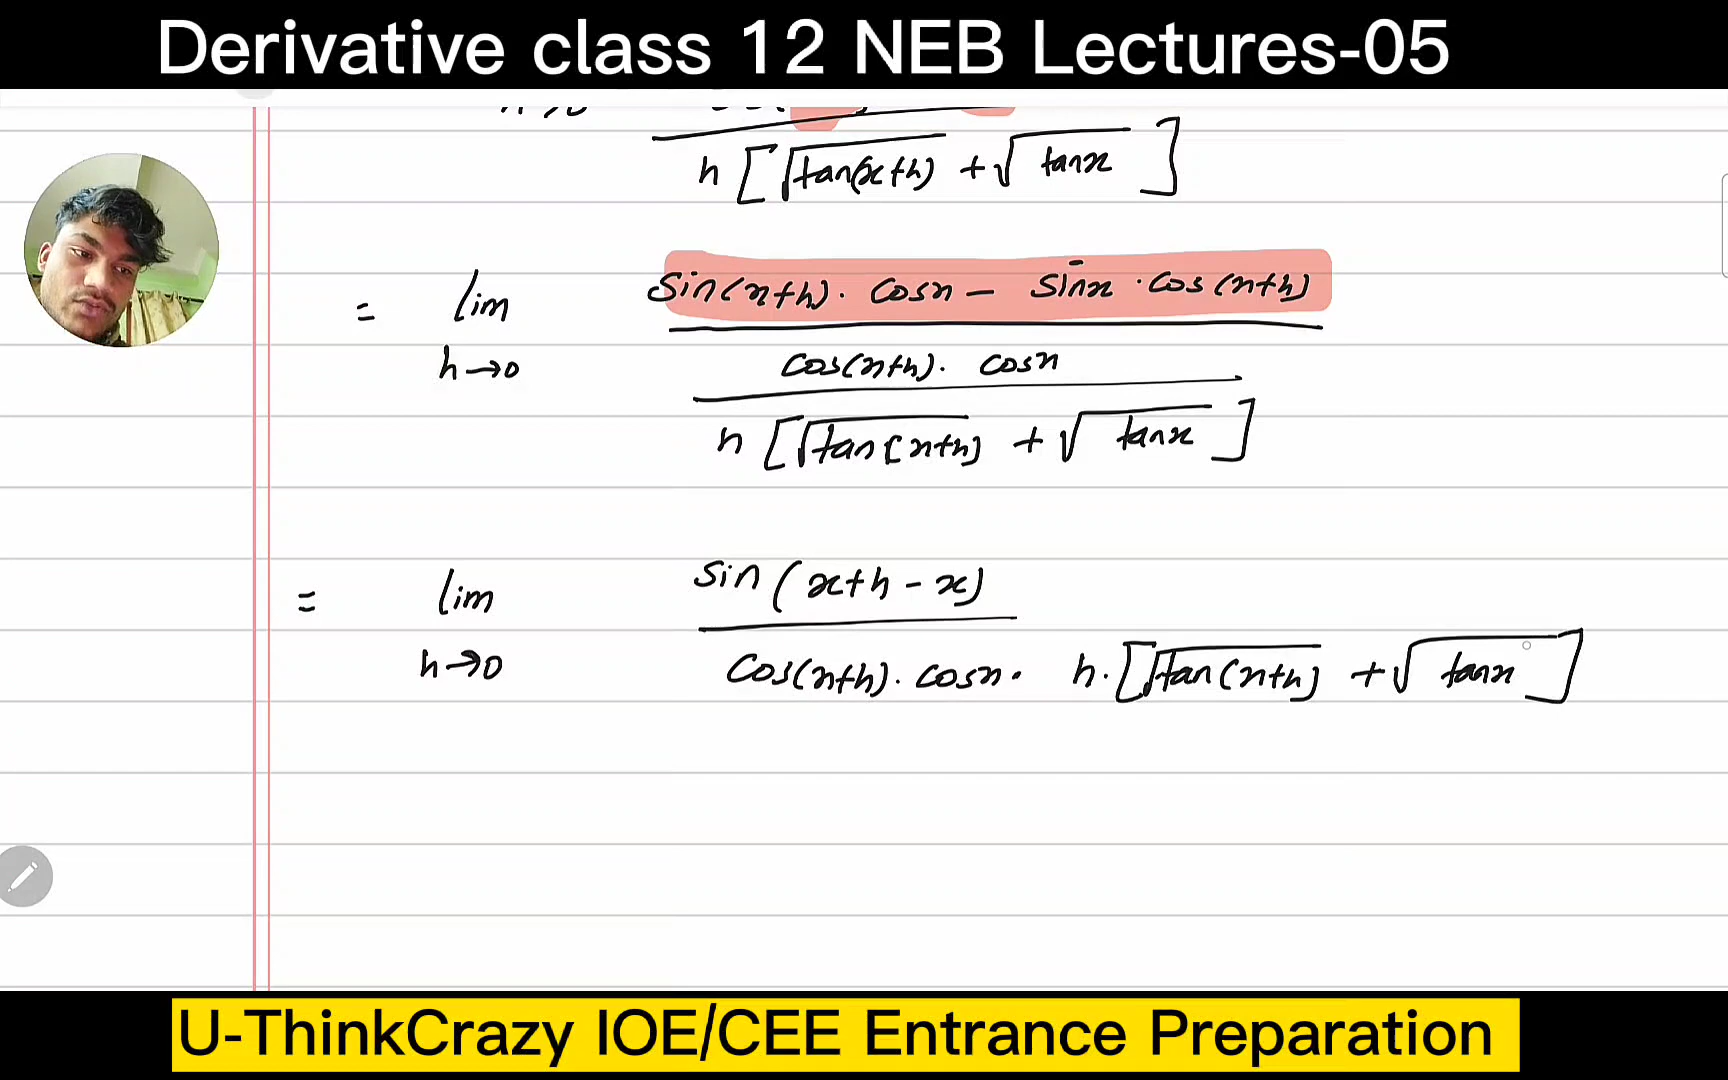 Derivative class 12 NEB Lectures-05
h [√tan(x+h) + √tanx ]
= lim h→0 sin(x+h). cosx - sinx . cos(x+h)
cos(x+h). cosx
h [√tan(x+h) + √tanx ]
= lim h→0 sin(x+h-x)
cos(x+h). cosx. h. [√tan(x+h) + √tanx ]
U-ThinkCrazy IOE/CEE Entrance Preparation